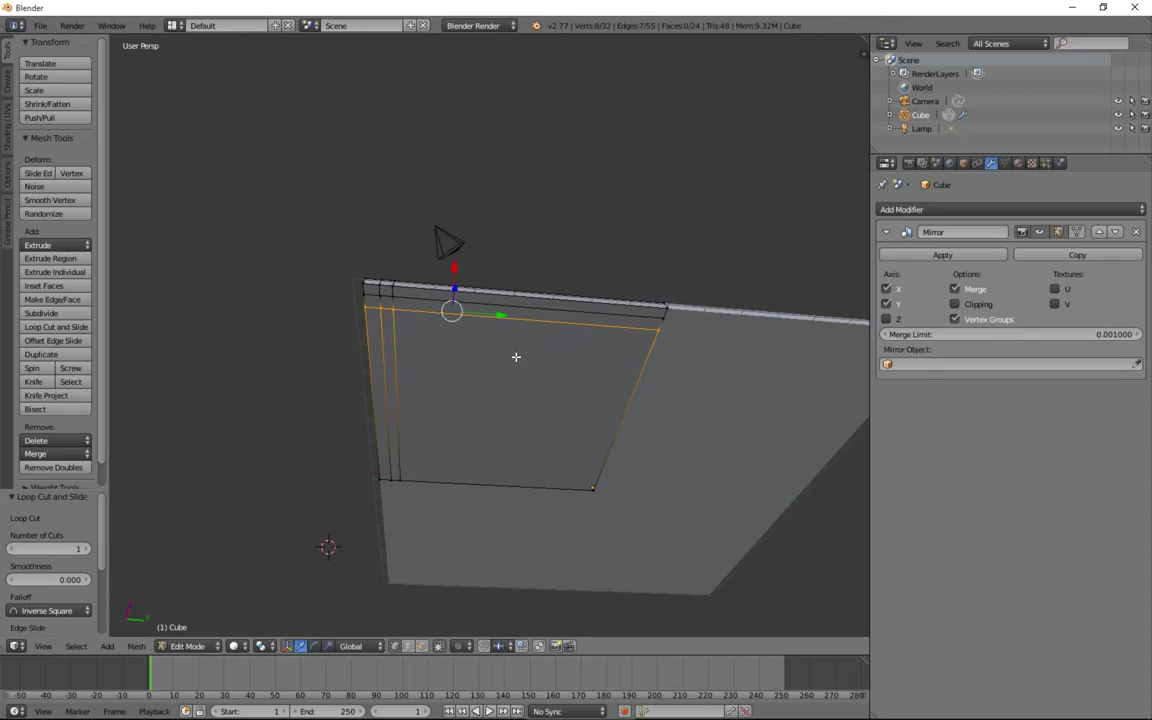 Blender
File Render Window Help Default Scene Blender Render v2.77 | Verts:8/32 | Edges:7/55 | Faces:0/24 | Tris:48 | Mem:9.32M | Cube
Tools
Create
Shading / UVs
Options
Grease Pencil
Transform
Translate
Rotate
Scale
Shrink/Fatten
Push/Pull
Mesh Tools
Deform:
Slide Ed Vertex
Noise
Smooth Vertex
Randomize
Add:
Extrude
Extrude Region
Extrude Individual
Inset Faces
Make Edge/Face
Subdivide
Loop Cut and Slide
Offset Edge Slide
Duplicate
Spin Screw
Knife Select
Knife Project
Bisect
Remove:
Delete
Merge
Remove Doubles
Loop Cut and Slide
Loop Cut
Number of Cuts
1
Smoothness
0.000
Falloff
Inverse Square
Edge Slide
User Persp
(1) Cube
View Select Add Mesh Edit Mode Global
View Search All Scenes
Scene
RenderLayers
World
Camera
Cube
Lamp
Cube
Add Modifier
Mirror
Apply Copy
Axis: Options: Textures:
X Merge U
Y Clipping V
Z Vertex Groups
Merge Limit: 0.001000
Mirror Object:
-50 -40 -30 -20 -10 0 10 20 30 40 50 60 70 80 90 100 110 120 130 140 150 160 170 180 190 200 210 220 230 240 250 260 270 280
View Marker Frame Playback Start: 1 End: 250 1 No Sync